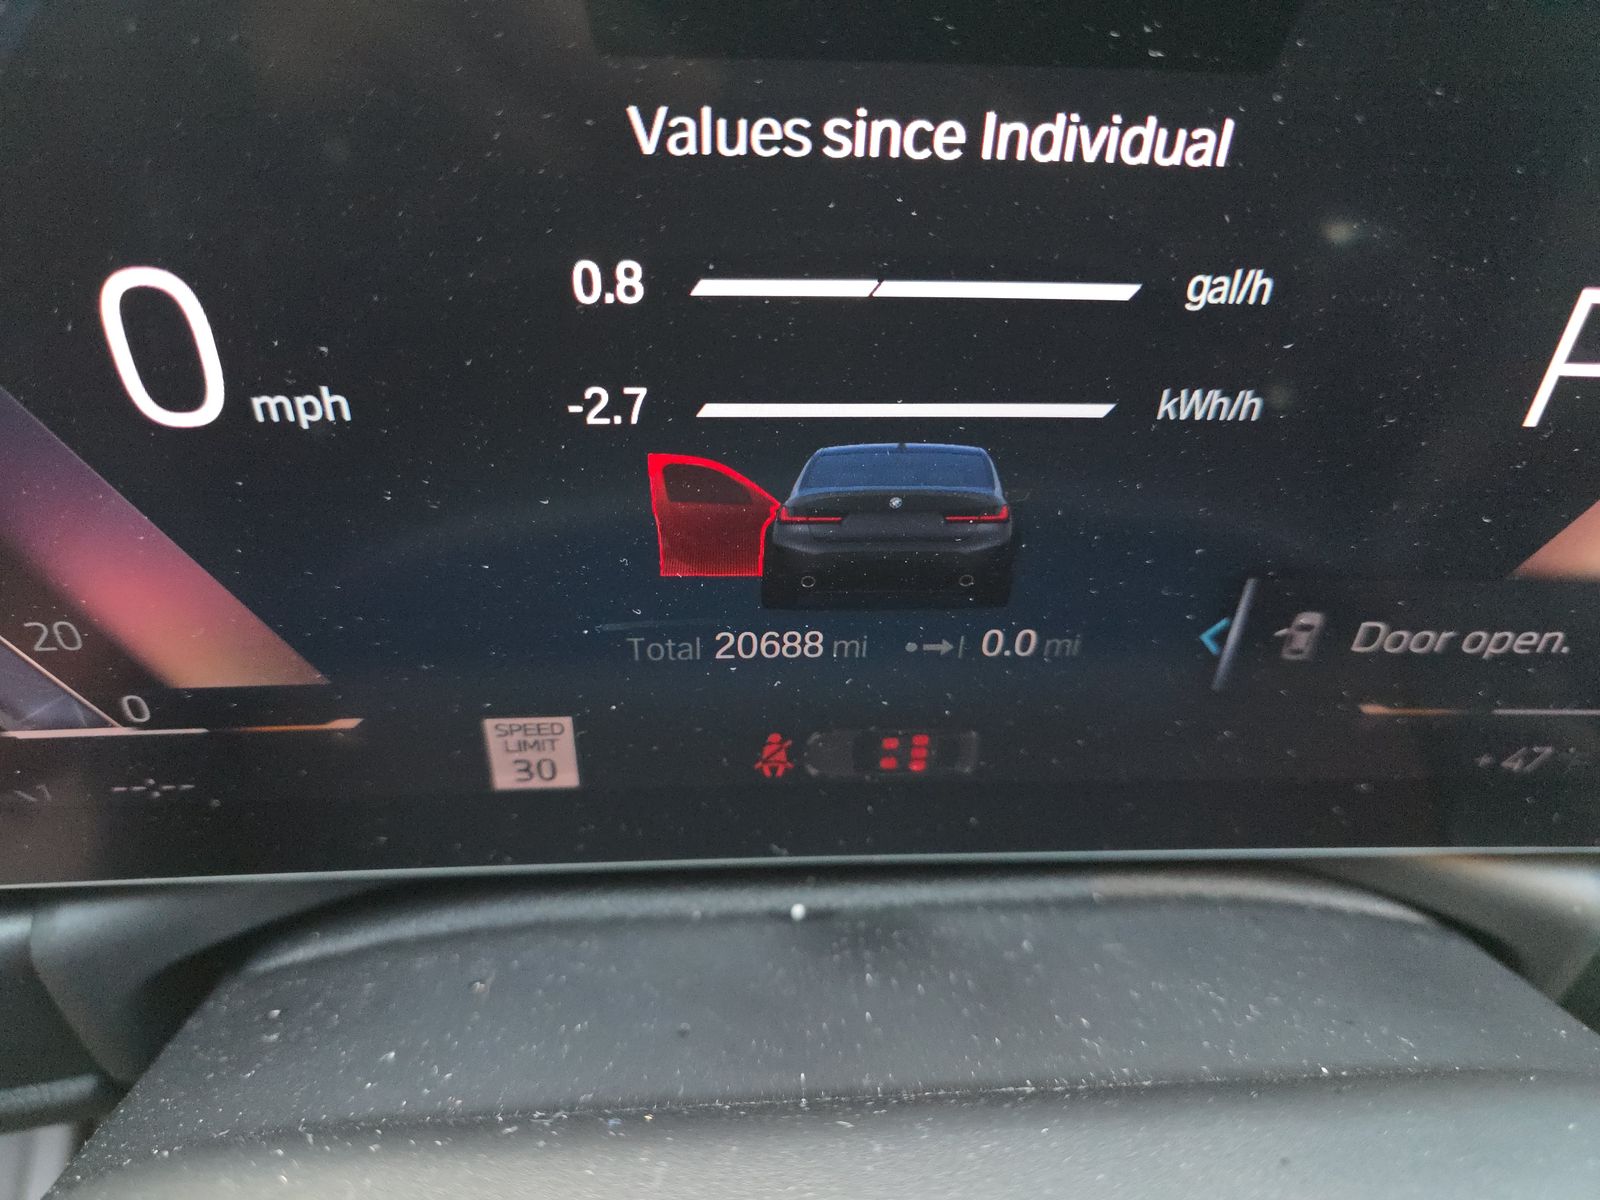 Values since Individual
0.8 gal/h
0 mph
-2.7 kWh/h
20
0
Total 20688 mi 0.0 mi
Door open.
SPEED
LIMIT
30
+47